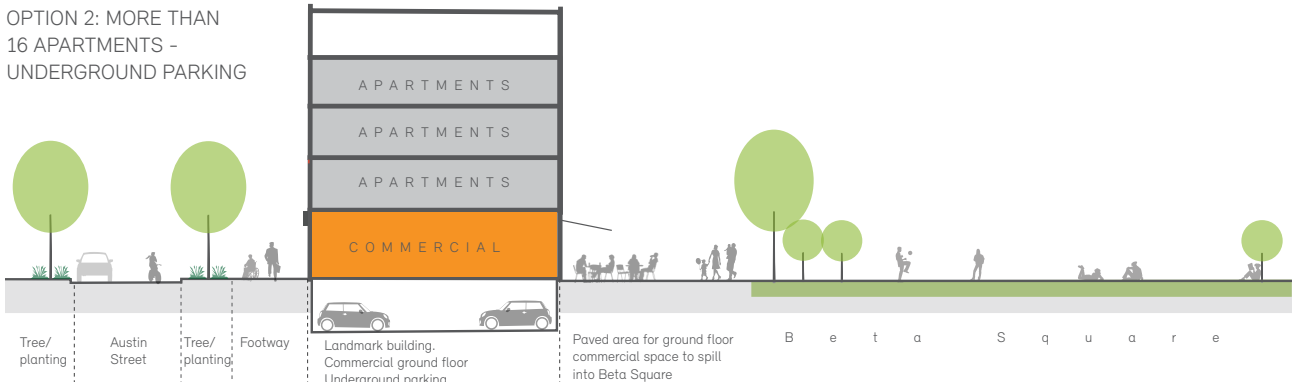 OPTION 2: MORE THAN
16 APARTMENTS -
UNDERGROUND PARKING
APARTMENTS
APARTMENTS
APARTMENTS
COMMERCIAL
Tree/
planting
Austin
Street
Tree/
planting
Footway
Landmark building.
Commercial ground floor
Underground parking
Paved area for ground floor
commercial space to spill
into Beta Square
Beta Square